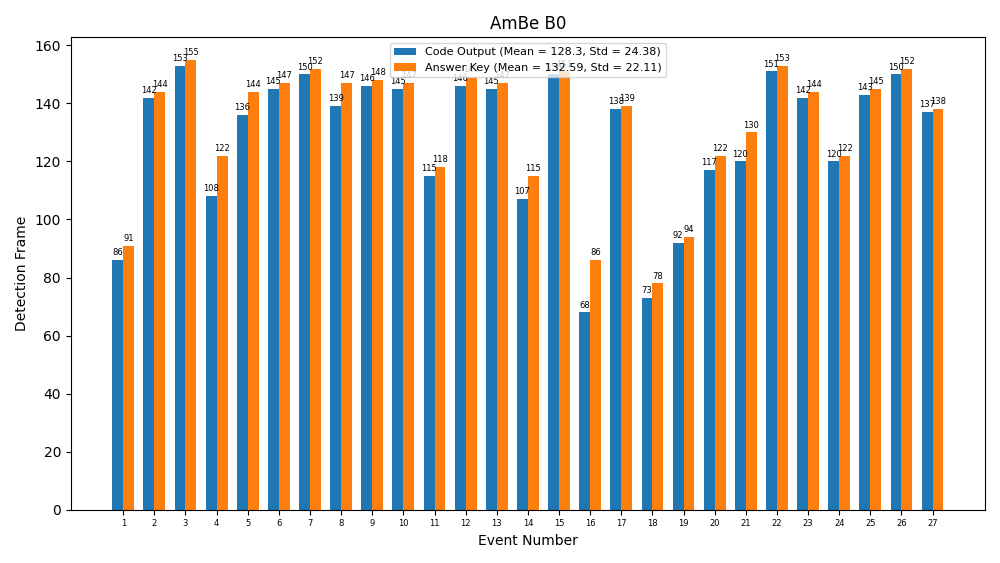 AmBe B0
Code Output (Mean = 128.3, Std = 24.38)
Answer Key (Mean = 132.59, Std = 22.11)
Detection Frame
160
140
120
100
80
60
40
20
0
86 91 142 144 153 155 108 122 136 144 145 147 150 152 139 147 146 148 145 147 115 118 146 145 147 107 115 68 86 138 139 73 78 92 94 117 122 120 130 151 153 142 144 120 122 143 145 150 152 137 138
1 2 3 4 5 6 7 8 9 10 11 12 13 14 15 16 17 18 19 20 21 22 23 24 25 26 27
Event Number